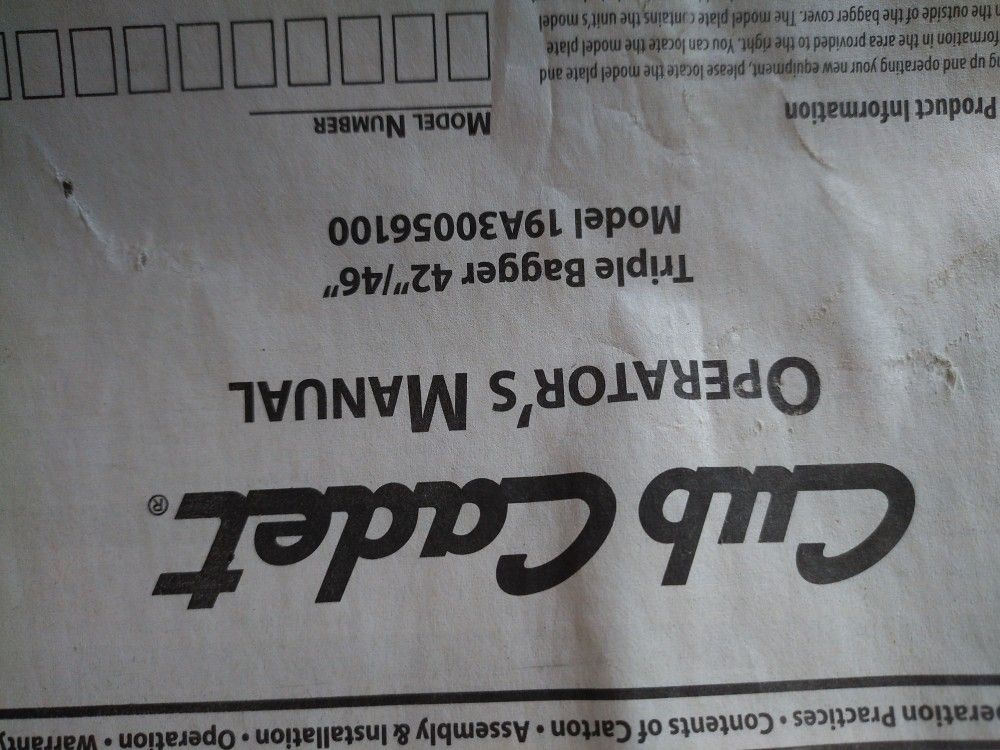 eration Practices • Contents of Carton • Assembly & Installation • Operation • Warranty
Cub Cadet®
OPERATOR'S MANUAL
Triple Bagger 42"/46"
Model 19A30056100
Product Information
ng up and operating your new equipment, please locate the model plate and
formation in the area provided to the right. You can locate the model plate
n the outside of the bagger cover. The model plate contains the unit's model
MODEL NUMBER